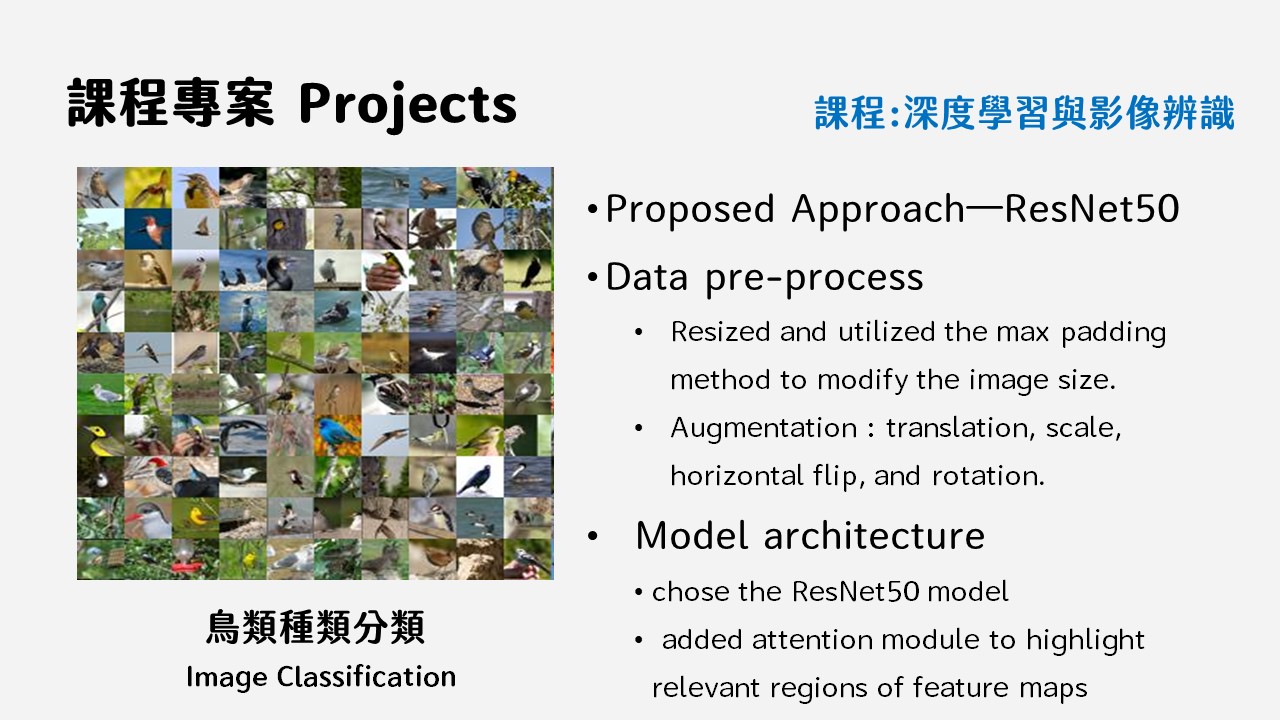 課程專案 Projects
課程:深度學習與影像辨識
•Proposed Approach—ResNet50
•Data pre-process
• Resized and utilized the max padding
method to modify the image size.
• Augmentation : translation, scale,
horizontal flip, and rotation.
• Model architecture
• chose the ResNet50 model
• added attention module to highlight
relevant regions of feature maps
鳥類種類分類
Image Classification